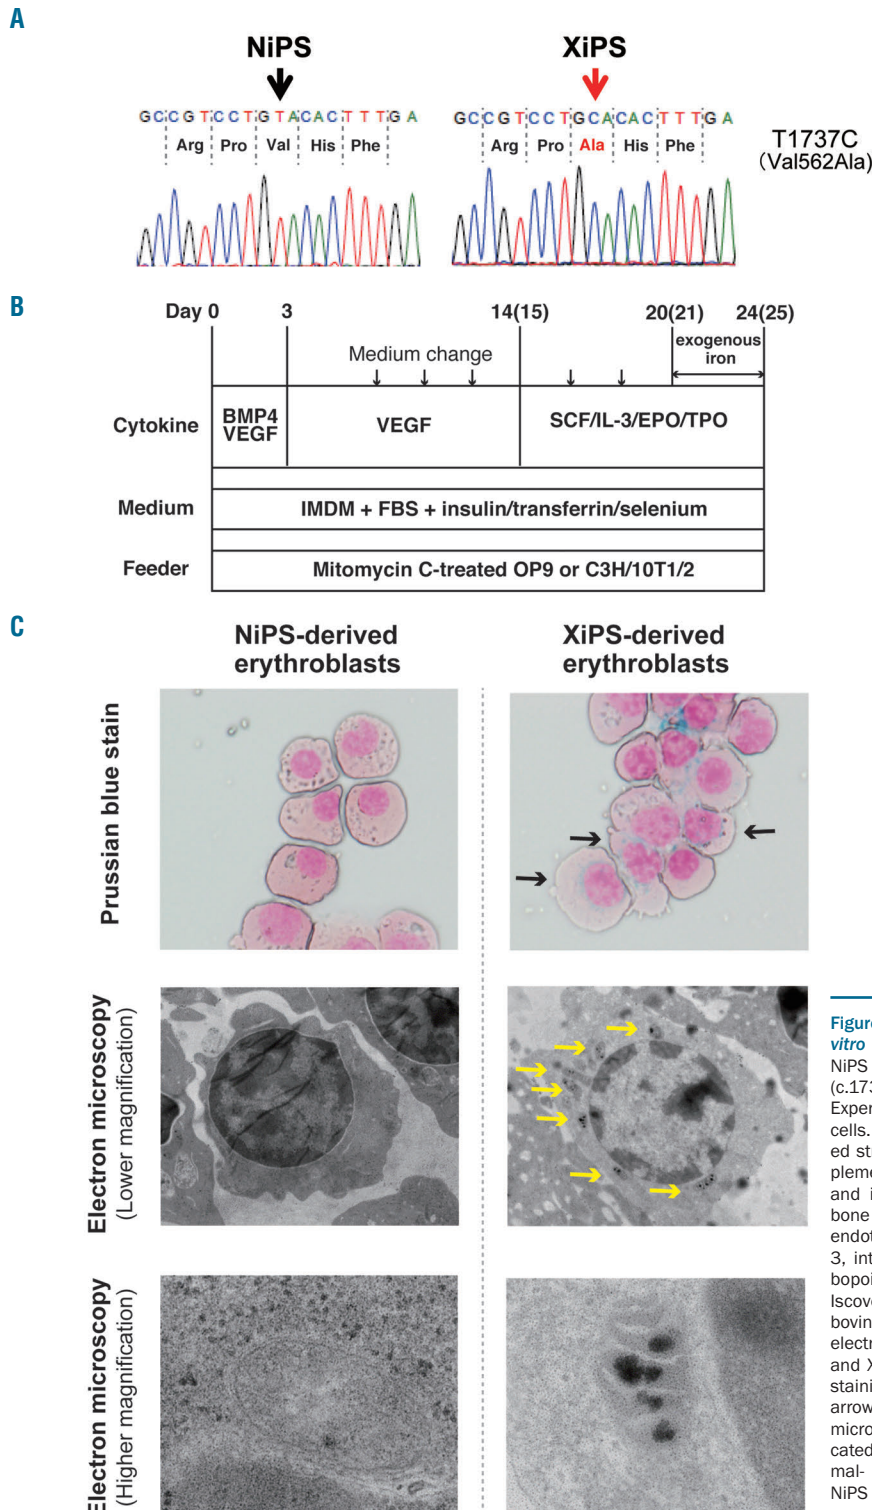 A
NiPS
XiPS
GCCGTCCTGTACACTTTGA
GCCGTCCTGCACACTTTGA
Arg Pro Val His Phe
Arg Pro Ala His Phe
T1737C
(Val562Ala)
B
Day 0 3 14(15) 20(21) 24(25)
exogenous
iron
Medium change
Cytokine
BMP4
VEGF
VEGF
SCF/IL-3/EPO/TPO
Medium
IMDM + FBS + insulin/transferrin/selenium
Feeder
Mitomycin C-treated OP9 or C3H/10T1/2
C
NiPS-derived
erythroblasts
XiPS-derived
erythroblasts
Prussian blue stain
Electron microscopy
(Lower magnification)
Electron microscopy
(Higher magnification)
Figure
vitro
NiPS
(c.173
Exper
cells.
ed str
pleme
and i
bone
endot
3, int
bopoi
Iscove
bovin
electr
and X
staini
arrow
micro
cated
mal-
NiPS